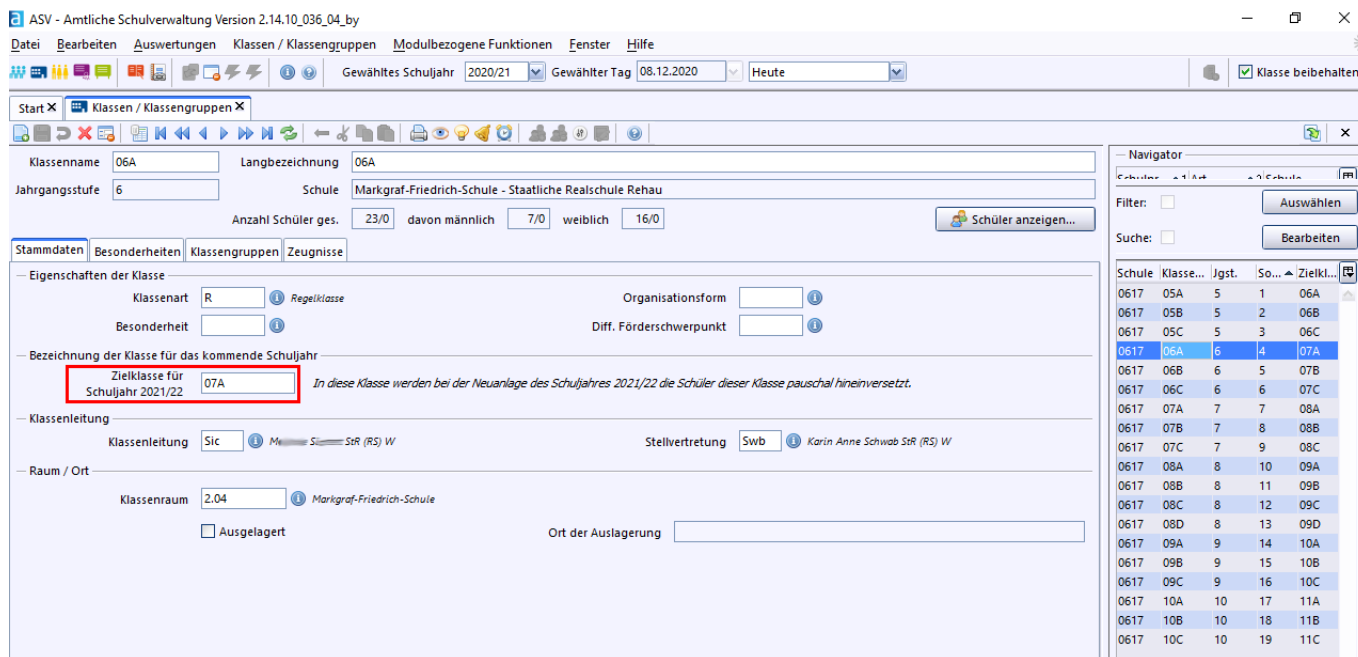 ASV - Amtliche Schulverwaltung Version 2.14.10_036_04_by
Datei Bearbeiten Auswertungen Klassen / Klassengruppen Modulbezogene Funktionen Fenster Hilfe
Gewähltes Schuljahr 2020/21 Gewählter Tag 08.12.2020 Heute Klasse beibehalten
Start Klassen / Klassengruppen
Klassenname 06A Langbezeichnung 06A
Jahrgangsstufe 6 Schule Markgraf-Friedrich-Schule - Staatliche Realschule Rehau
Anzahl Schüler ges. 23/0 davon männlich 7/0 weiblich 16/0 Schüler anzeigen...
Stammdaten Besonderheiten Klassengruppen Zeugnisse
Eigenschaften der Klasse
Klassenart R Regelklasse Organisationsform
Besonderheit Diff. Förderschwerpunkt
Bezeichnung der Klasse für das kommende Schuljahr
Zielklasse für
Schuljahr 2021/22 07A In diese Klasse werden bei der Neuanlage des Schuljahres 2021/22 die Schüler dieser Klasse pauschal hineinversetzt.
Klassenleitung
Klassenleitung Sic StR (RS) W Stellvertretung Swb Karin Anne Schwab StR (RS) W
Raum / Ort
Klassenraum 2.04 Markgraf-Friedrich-Schule
Ausgelagert Ort der Auslagerung
Navigator
Filter: Auswählen
Suche: Bearbeiten
Schule Klasse... Jgst. So... Zielkl...
0617 05A 5 1 06A
0617 05B 5 2 06B
0617 05C 5 3 06C
0617 06A 6 4 07A
0617 06B 6 5 07B
0617 06C 6 6 07C
0617 07A 7 7 08A
0617 07B 7 8 08B
0617 07C 7 9 08C
0617 08A 8 10 09A
0617 08B 8 11 09B
0617 08C 8 12 09C
0617 08D 8 13 09D
0617 09A 9 14 10A
0617 09B 9 15 10B
0617 09C 9 16 10C
0617 10A 10 17 11A
0617 10B 10 18 11B
0617 10C 10 19 11C